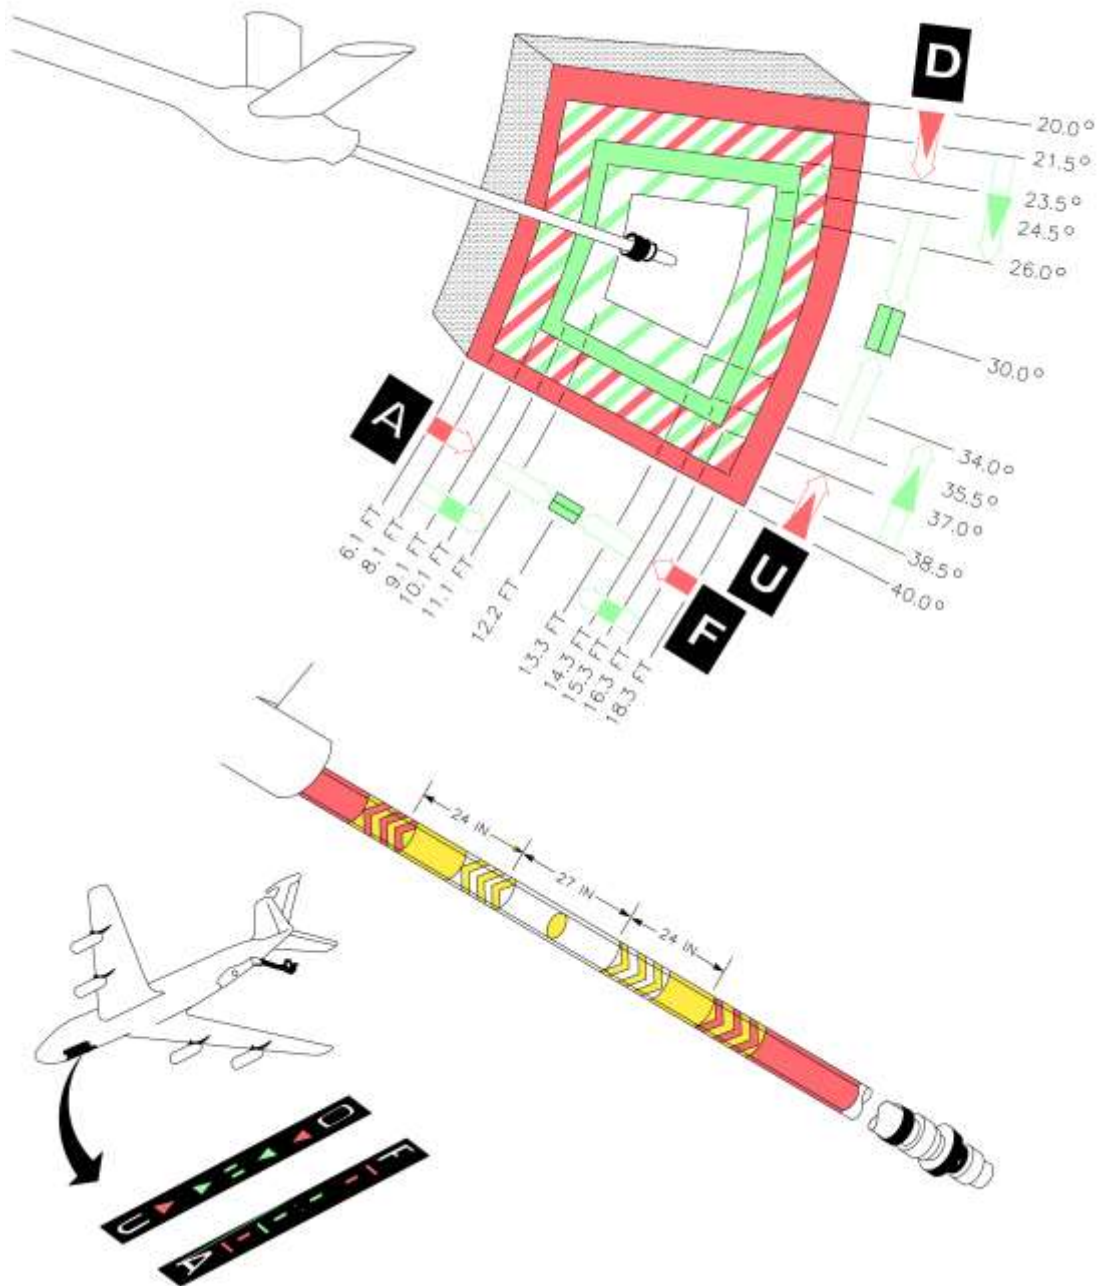 D
20.0°
21.5°
23.5°
24.5°
26.0°
30.0°
34.0°
35.5°
37.0°
38.5°
40.0°
A
U
F
6.1 FT
8.1 FT
9.1 FT
10.1 FT
11.1 FT
12.2 FT
13.3 FT
14.3 FT
15.3 FT
16.3 FT
18.3 FT
24 IN
27 IN
24 IN
U
D
A
F